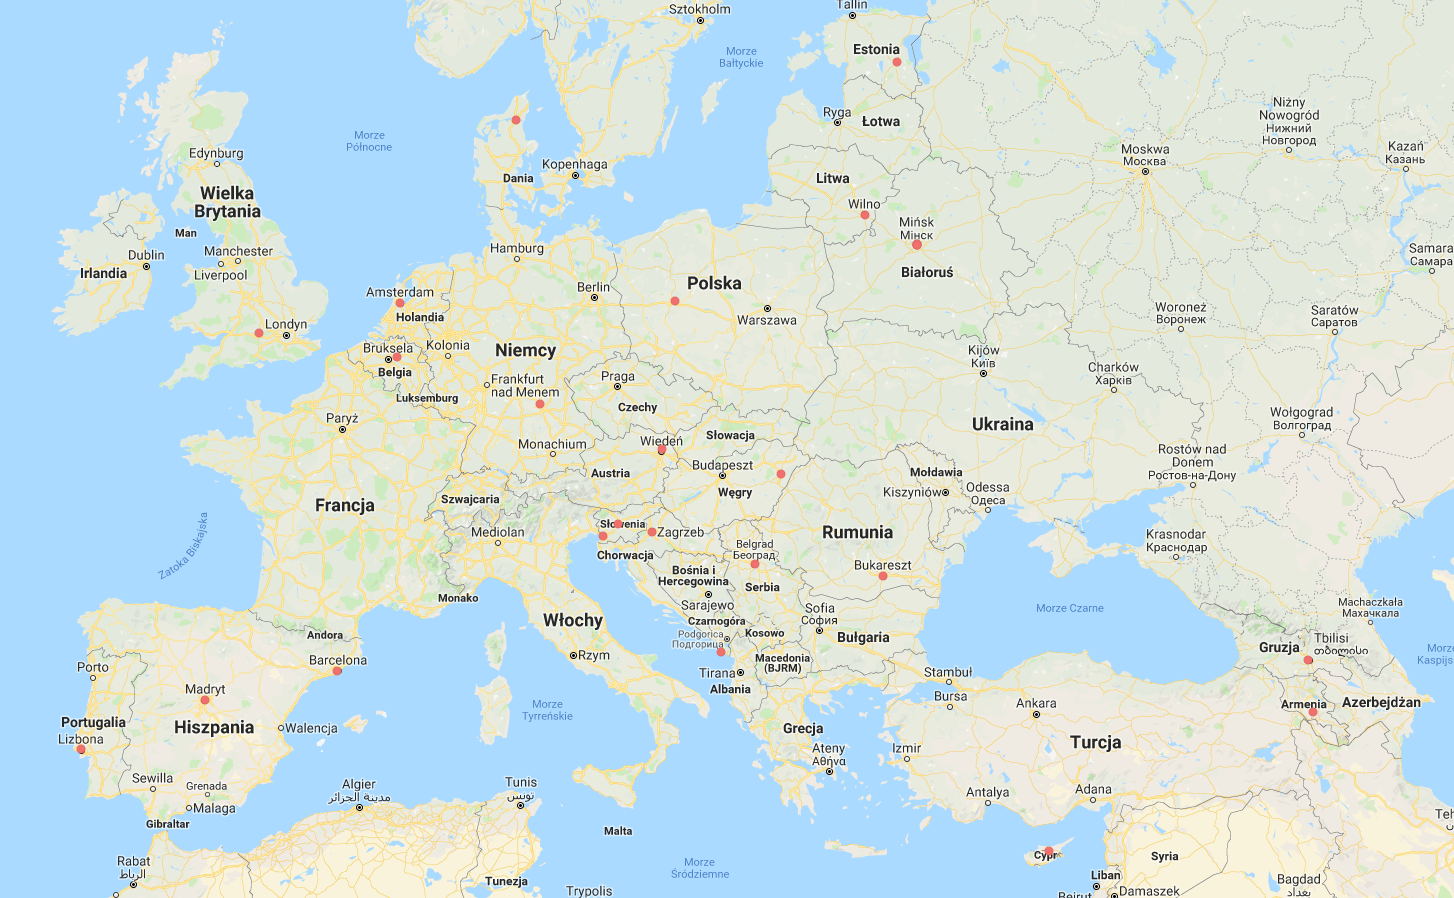 Sztokholm
Tallin
Morze
Bałtyckie
Estonia
Ryga
Łotwa
Niżny
Nowogród
Нижний
Новгород
Morze
Północne
Moskwa
Москва
Kazań
Казань
Edynburg
Kopenhaga
Dania
Litwa
Wielka
Brytania
Wilno
Mińsk
Мінск
Man
Manchester
Dublin
Irlandia
Liverpool
Hamburg
Białoruś
Samara
Самара
Amsterdam
Holandia
Berlin
Polska
Warszawa
Woroneż
Воронеж
Saratów
Саратов
Londyn
Bruksela
Kolonia
Niemcy
Belgia
Kijów
Київ
Charków
Харків
Frankfurt
nad Menem
Praga
Luksemburg
Czechy
Paryż
Wołgograd
Волгоград
Ukraina
Monachium
Wiedeń
Słowacja
Rostów nad
Donem
Ростов-на-Дону
Austria
Budapeszt
Węgry
Mołdawia
Kiszyniów
Odessa
Одеса
Francja
Szwajcaria
Mediolan
Słowenia
Zagrzeb
Rumunia
Krasnodar
Краснодар
Zatoka Biskajska
Chorwacja
Belgrad
Београд
Bośnia i
Hercegowina
Serbia
Bukareszt
Monako
Sarajewo
Sofia
София
Morze Czarne
Machaczkała
Махачкала
Włochy
Czarnogóra
Podgorica
Подгорица
Kosowo
Bułgaria
Andora
Tbilisi
თბილისი
Gruzja
Morze
Kaspijs
Barcelona
Rzym
Macedonia
(BJRM)
Porto
Tirana
Albania
Stambuł
Bursa
Madryt
Ankara
Armenia
Azerbejdżan
Portugalia
Lizbona
Hiszpania
Walencja
Morze
Tyrreńskie
Grecja
Ateny
Αθήνα
Izmir
Turcja
Sewilla
Grenada
Malaga
Algier
مدينة الجزائر
Tunis
تونس
Antalya
Adana
Gibraltar
Malta
Teh
Rabat
الرباط
Morze
Śródziemne
Cypr
Syria
Tunezja
Trypolis
Liban
Bejrut
Damaszek
Bagdad
بغداد